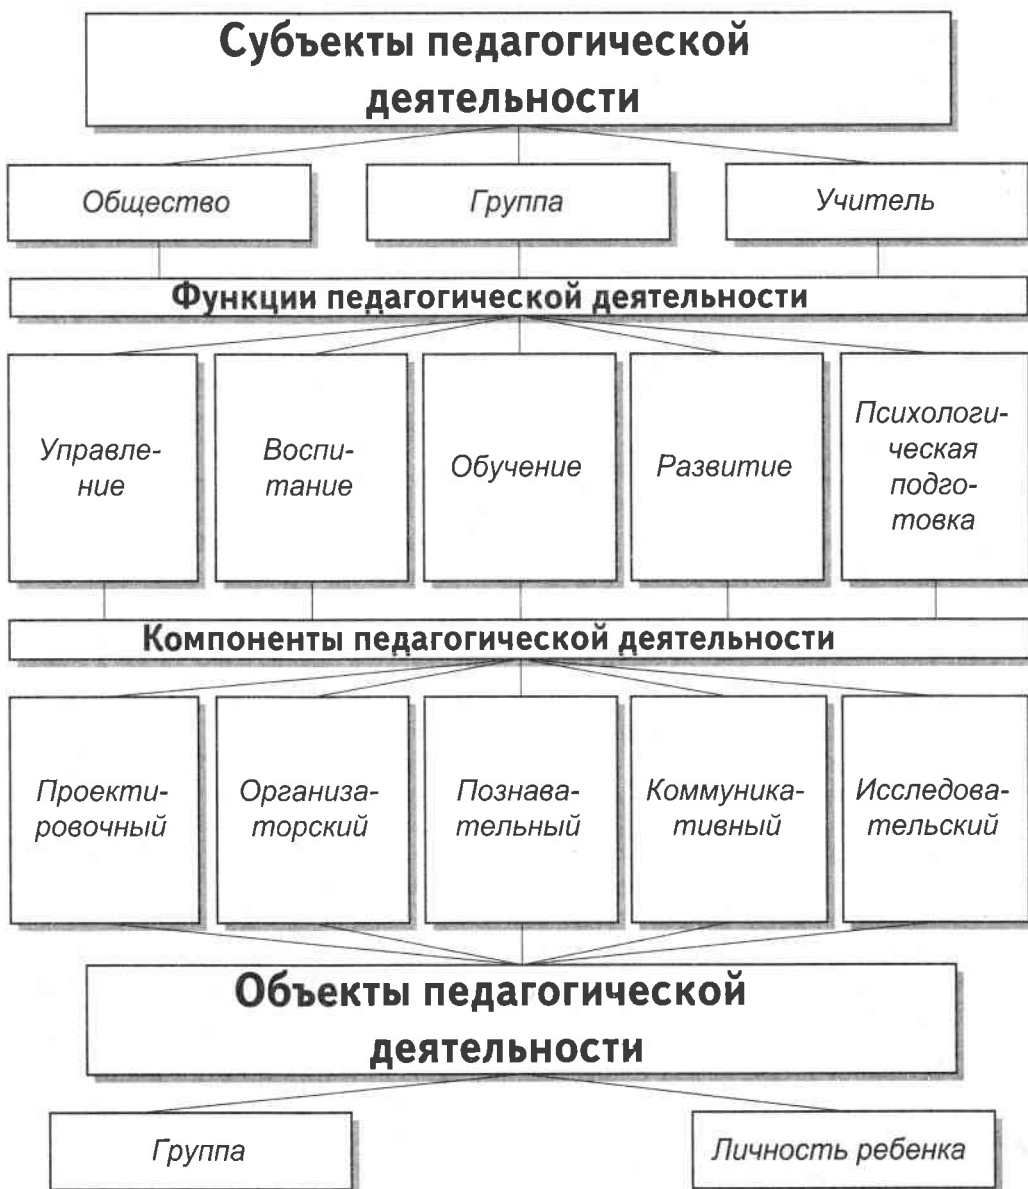 Субъекты педагогической
деятельности
Общество
Группа
Учитель
Функции педагогической деятельности
Управле-
ние
Воспи-
тание
Обучение
Развитие
Психологи-
ческая
подго-
товка
Компоненты педагогической деятельности
Проекти-
ровочный
Организа-
торский
Познава-
тельный
Коммуника-
тивный
Исследова-
тельский
Объекты педагогической
деятельности
Группа
Личность ребенка